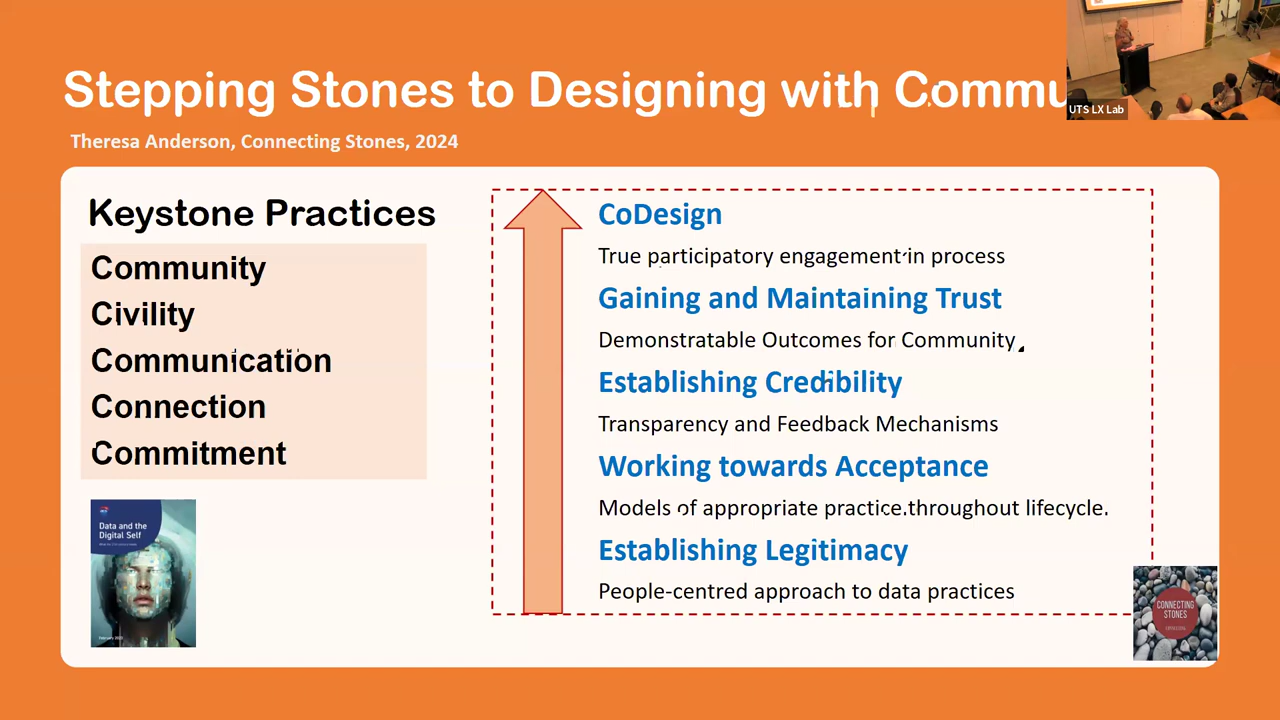 Stepping Stones to Designing with Commu
UTS LX Lab
Theresa Anderson, Connecting Stones, 2024
Keystone Practices
Community
Civility
Communication
Connection
Commitment
Data and the
Digital Self
CoDesign
True participatory engagement in process
Gaining and Maintaining Trust
Demonstratable Outcomes for Community
Establishing Credibility
Transparency and Feedback Mechanisms
Working towards Acceptance
Models of appropriate practice.throughout lifecycle.
Establishing Legitimacy
People-centred approach to data practices
CONNECTING
STONES